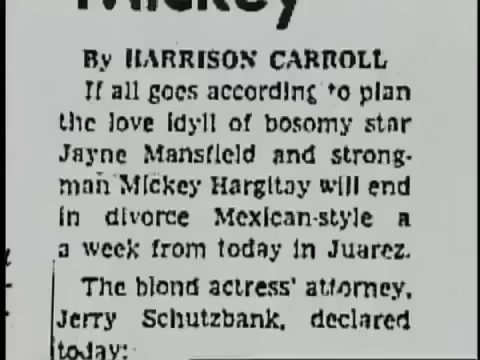 Mickey
By HARRISON CARROLL
If all goes according to plan
the love idyll of bosomy star
Jayne Mansfield and strong-
man Mickey Hargitay will end
in divorce Mexican-style a
a week from today in Juarez.
The blond actress' attorney,
Jerry Schutzbank, declared
today: